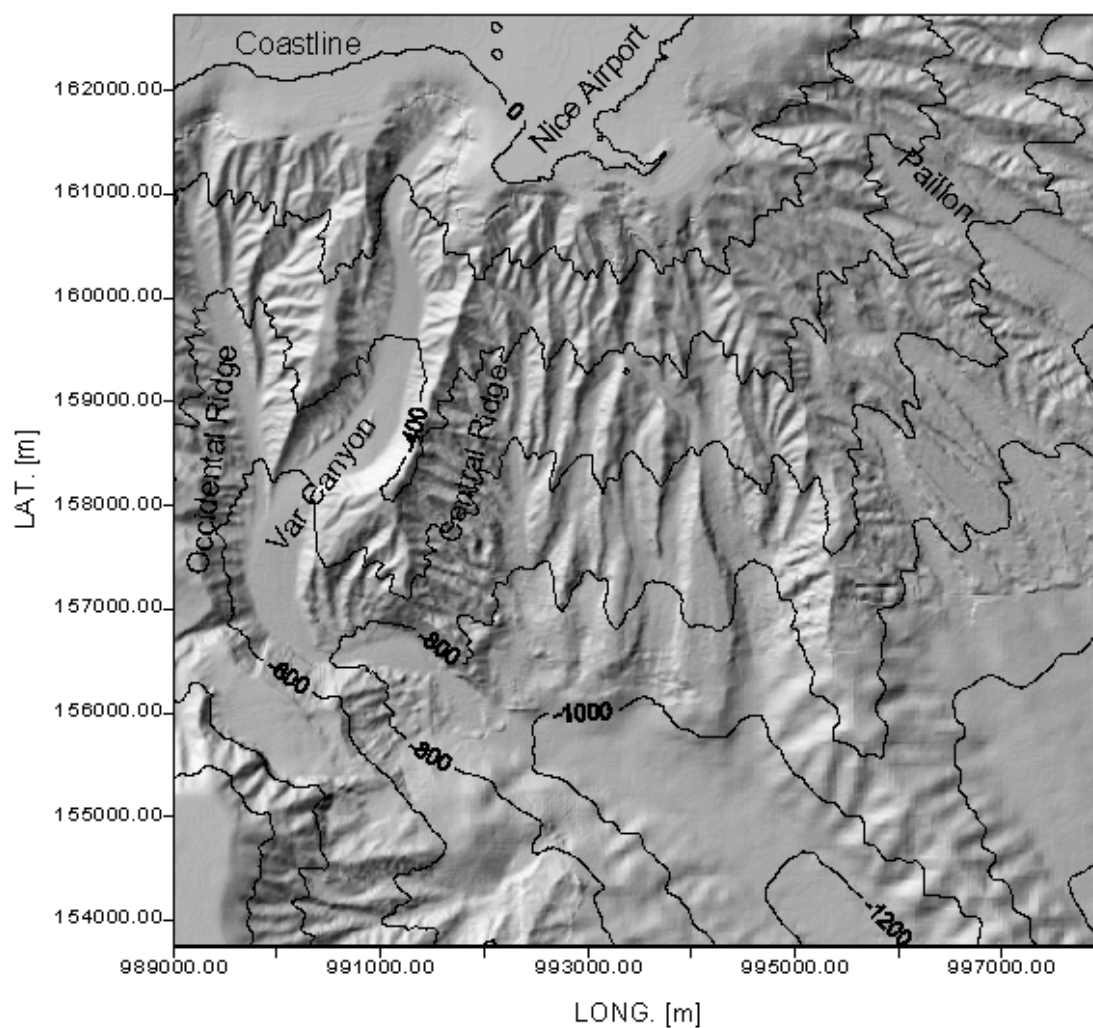 Coastline
Nice Airport
0
Paillon
162000.00
161000.00
160000.00
159000.00
158000.00
157000.00
156000.00
155000.00
154000.00
LAT. [m]
Occidental Ridge
Var Canyon
-400
Central Ridge
-600
-800
-1000
-800
-1200
989000.00
991000.00
993000.00
995000.00
997000.00
LONG. [m]